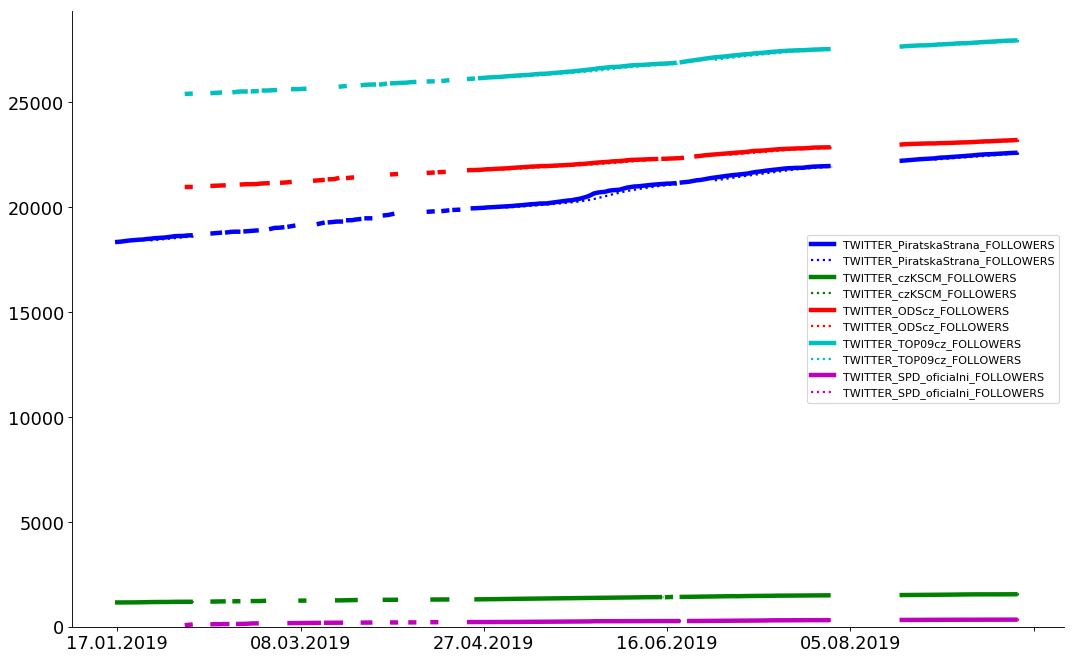 25000
20000
15000
10000
5000
0
17.01.2019 08.03.2019 27.04.2019 16.06.2019 05.08.2019
TWITTER_PiratskaStrana_FOLLOWERS
TWITTER_PiratskaStrana_FOLLOWERS
TWITTER_czKSCM_FOLLOWERS
TWITTER_czKSCM_FOLLOWERS
TWITTER_ODScz_FOLLOWERS
TWITTER_ODScz_FOLLOWERS
TWITTER_TOP09cz_FOLLOWERS
TWITTER_TOP09cz_FOLLOWERS
TWITTER_SPD_oficialni_FOLLOWERS
TWITTER_SPD_oficialni_FOLLOWERS